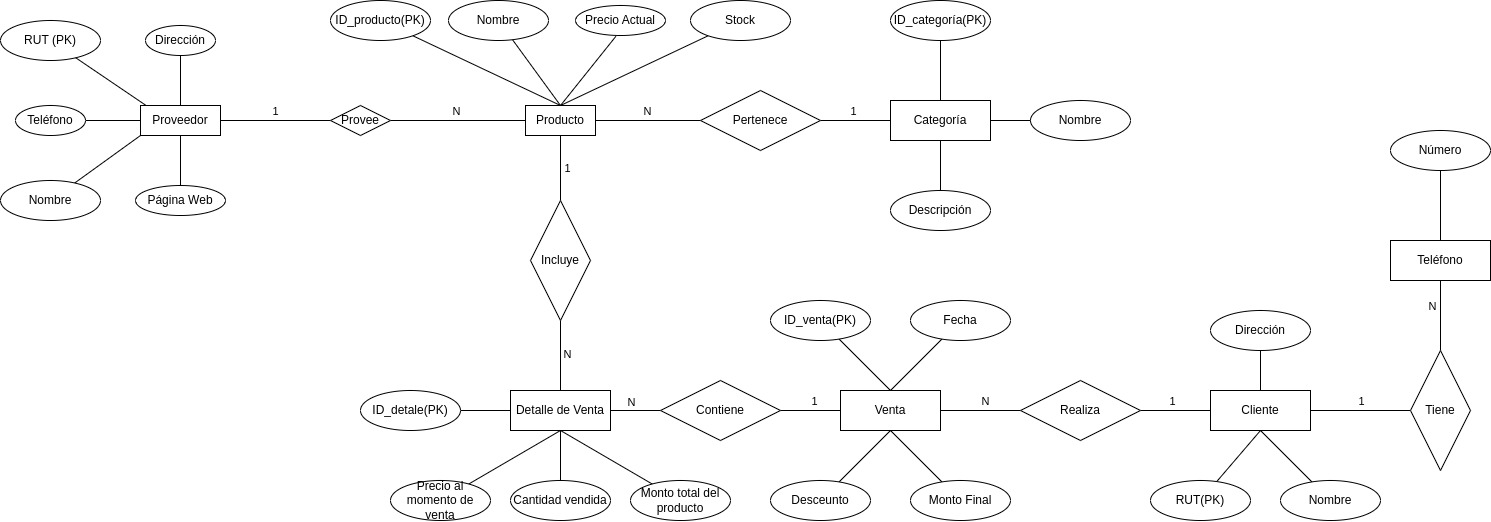 ID_producto(PK)
Nombre
Precio Actual
Stock
ID_categoría(PK)
RUT (PK)
Dirección
1
N
N
1
Teléfono
Proveedor
Provee
Producto
Pertenece
Categoría
Nombre
Número
1
Nombre
Página Web
Descripción
Incluye
Teléfono
N
ID_venta(PK)
Fecha
Dirección
N
ID_detale(PK)
Detalle de Venta
N
Contiene
1
Venta
N
Realiza
1
Cliente
1
Tiene
Precio al
momento de
venta
Cantidad vendida
Monto total del
producto
Desceunto
Monto Final
RUT(PK)
Nombre